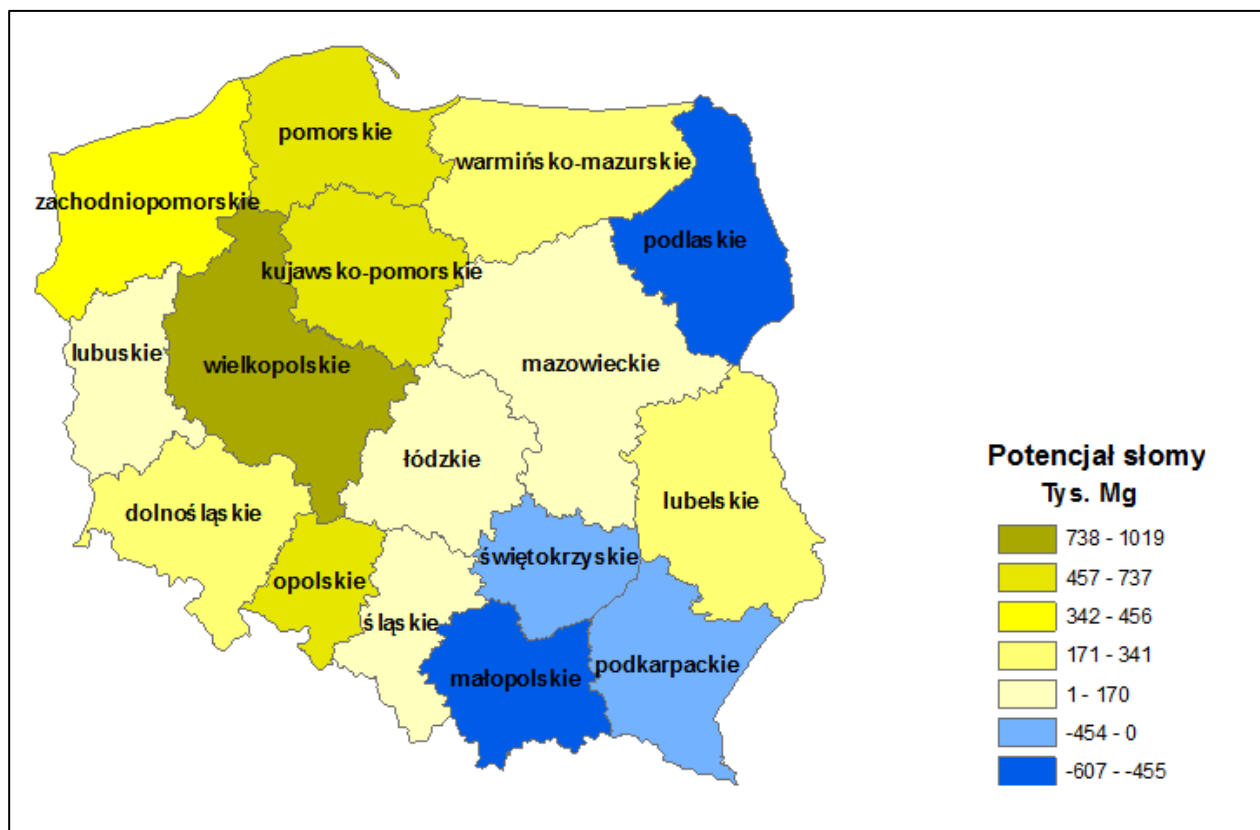 pomorskie
warmińsko-mazurskie
zachodniopomorskie
podlaskie
kujawsko-pomorskie
lubuskie
wielkopolskie
mazowieckie
łódzkie
lubelskie
dolnośląskie
świętokrzyskie
opolskie
śląskie
podkarpackie
małopolskie
Potencjał słomy
Tys. Mg
738 - 1019
457 - 737
342 - 456
171 - 341
1 - 170
-454 - 0
-607 - -455